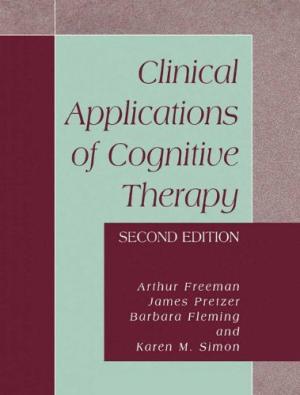 Clinical
Applications
of Cognitive
Therapy
SECOND EDITION
Arthur Freeman
James Pretzer
Barbara Fleming
and
Karen M. Simon